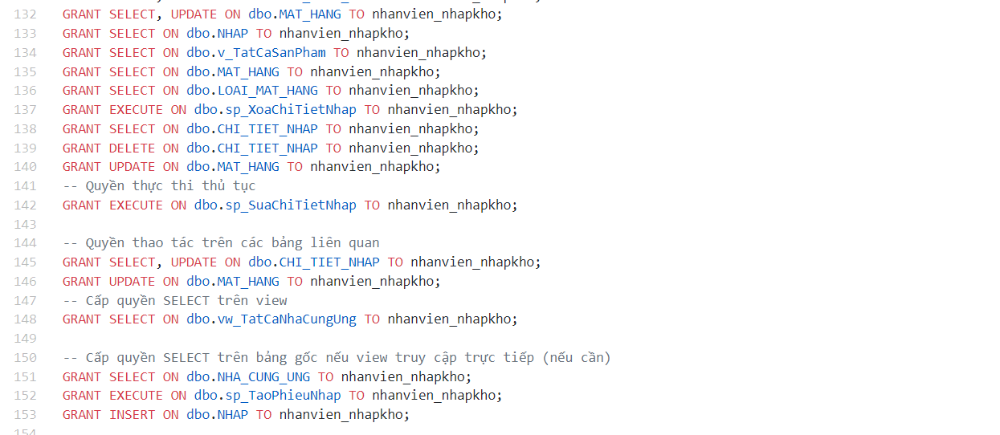 132 GRANT SELECT, UPDATE ON dbo.MAT_HANG TO nhanvien_nhapkho;
133 GRANT SELECT ON dbo.NHAP TO nhanvien_nhapkho;
134 GRANT SELECT ON dbo.v_TatCaSanPham TO nhanvien_nhapkho;
135 GRANT SELECT ON dbo.MAT_HANG TO nhanvien_nhapkho;
136 GRANT SELECT ON dbo.LOAI_MAT_HANG TO nhanvien_nhapkho;
137 GRANT EXECUTE ON dbo.sp_XoaChiTietNhap TO nhanvien_nhapkho;
138 GRANT SELECT ON dbo.CHI_TIET_NHAP TO nhanvien_nhapkho;
139 GRANT DELETE ON dbo.CHI_TIET_NHAP TO nhanvien_nhapkho;
140 GRANT UPDATE ON dbo.MAT_HANG TO nhanvien_nhapkho;
141 -- Quyền thực thi thủ tục
142 GRANT EXECUTE ON dbo.sp_SuaChiTietNhap TO nhanvien_nhapkho;
143
144 -- Quyền thao tác trên các bảng liên quan
145 GRANT SELECT, UPDATE ON dbo.CHI_TIET_NHAP TO nhanvien_nhapkho;
146 GRANT UPDATE ON dbo.MAT_HANG TO nhanvien_nhapkho;
147 -- Cấp quyền SELECT trên view
148 GRANT SELECT ON dbo.vw_TatCaNhaCungUng TO nhanvien_nhapkho;
149
150 -- Cấp quyền SELECT trên bảng gốc nếu view truy cập trực tiếp (nếu cần)
151 GRANT SELECT ON dbo.NHA_CUNG_UNG TO nhanvien_nhapkho;
152 GRANT EXECUTE ON dbo.sp_TaoPhieuNhap TO nhanvien_nhapkho;
153 GRANT INSERT ON dbo.NHAP TO nhanvien_nhapkho;
154